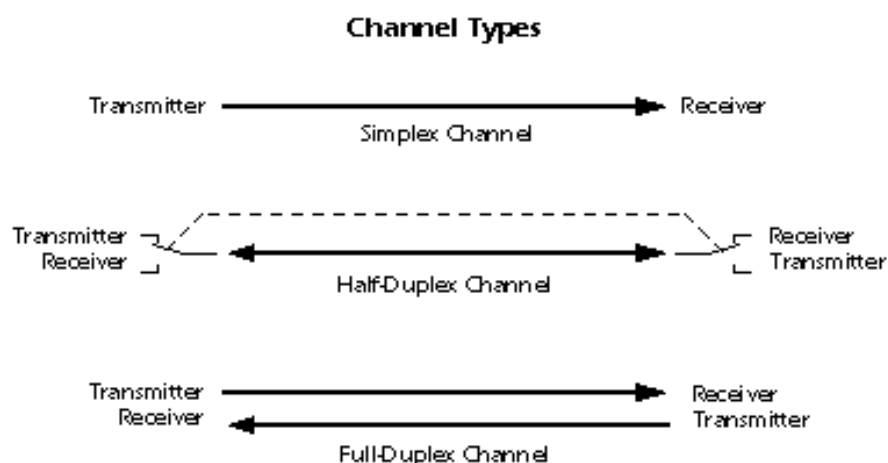 Channel Types
Transmitter Receiver
Simplex Channel
Transmitter Receiver
Receiver Transmitter
Half-Duplex Channel
Transmitter Receiver
Receiver Transmitter
Full-Duplex Channel